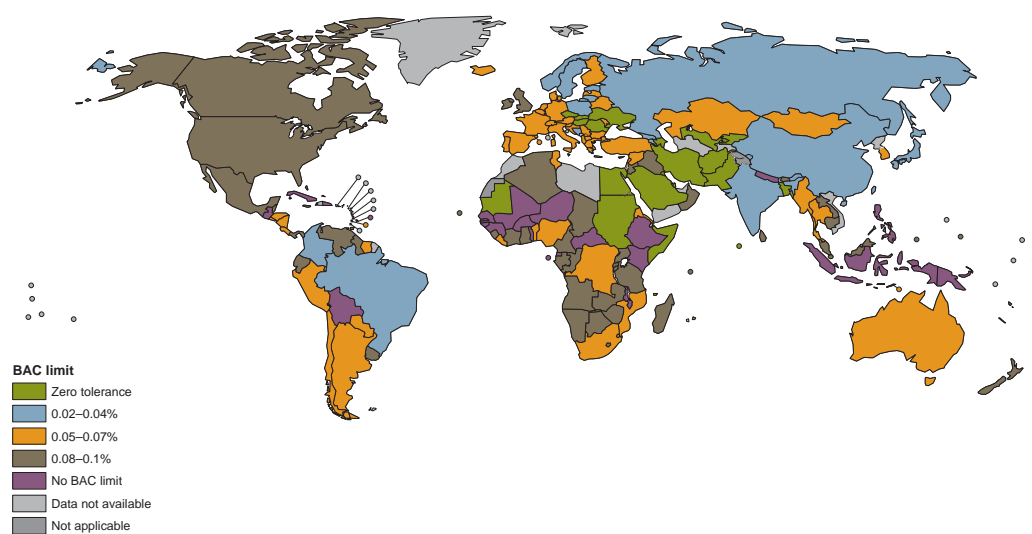 BAC limit
Zero tolerance
0.02–0.04%
0.05–0.07%
0.08–0.1%
No BAC limit
Data not available
Not applicable